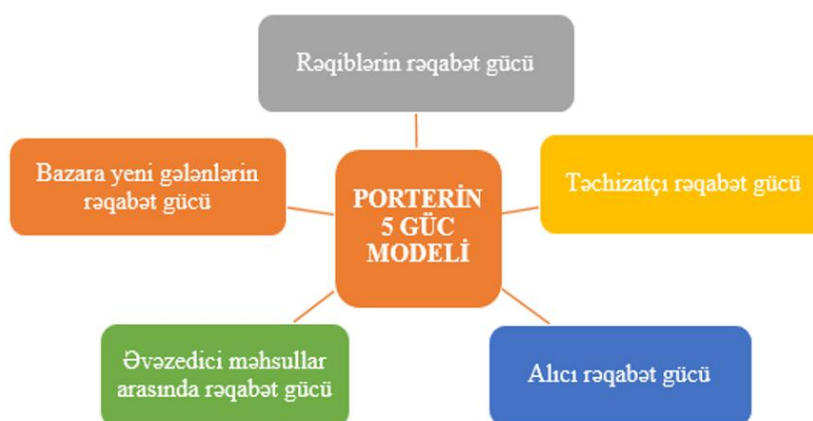 Rəqiblərin rəqabət gücü
Bazara yeni gələnlərin
rəqabət gücü
PORTERİN
5 GÜC
MODELİ
Təchizatçı rəqabət gücü
Əvəzedici məhsullar
arasında rəqabət gücü
Alıcı rəqabət gücü